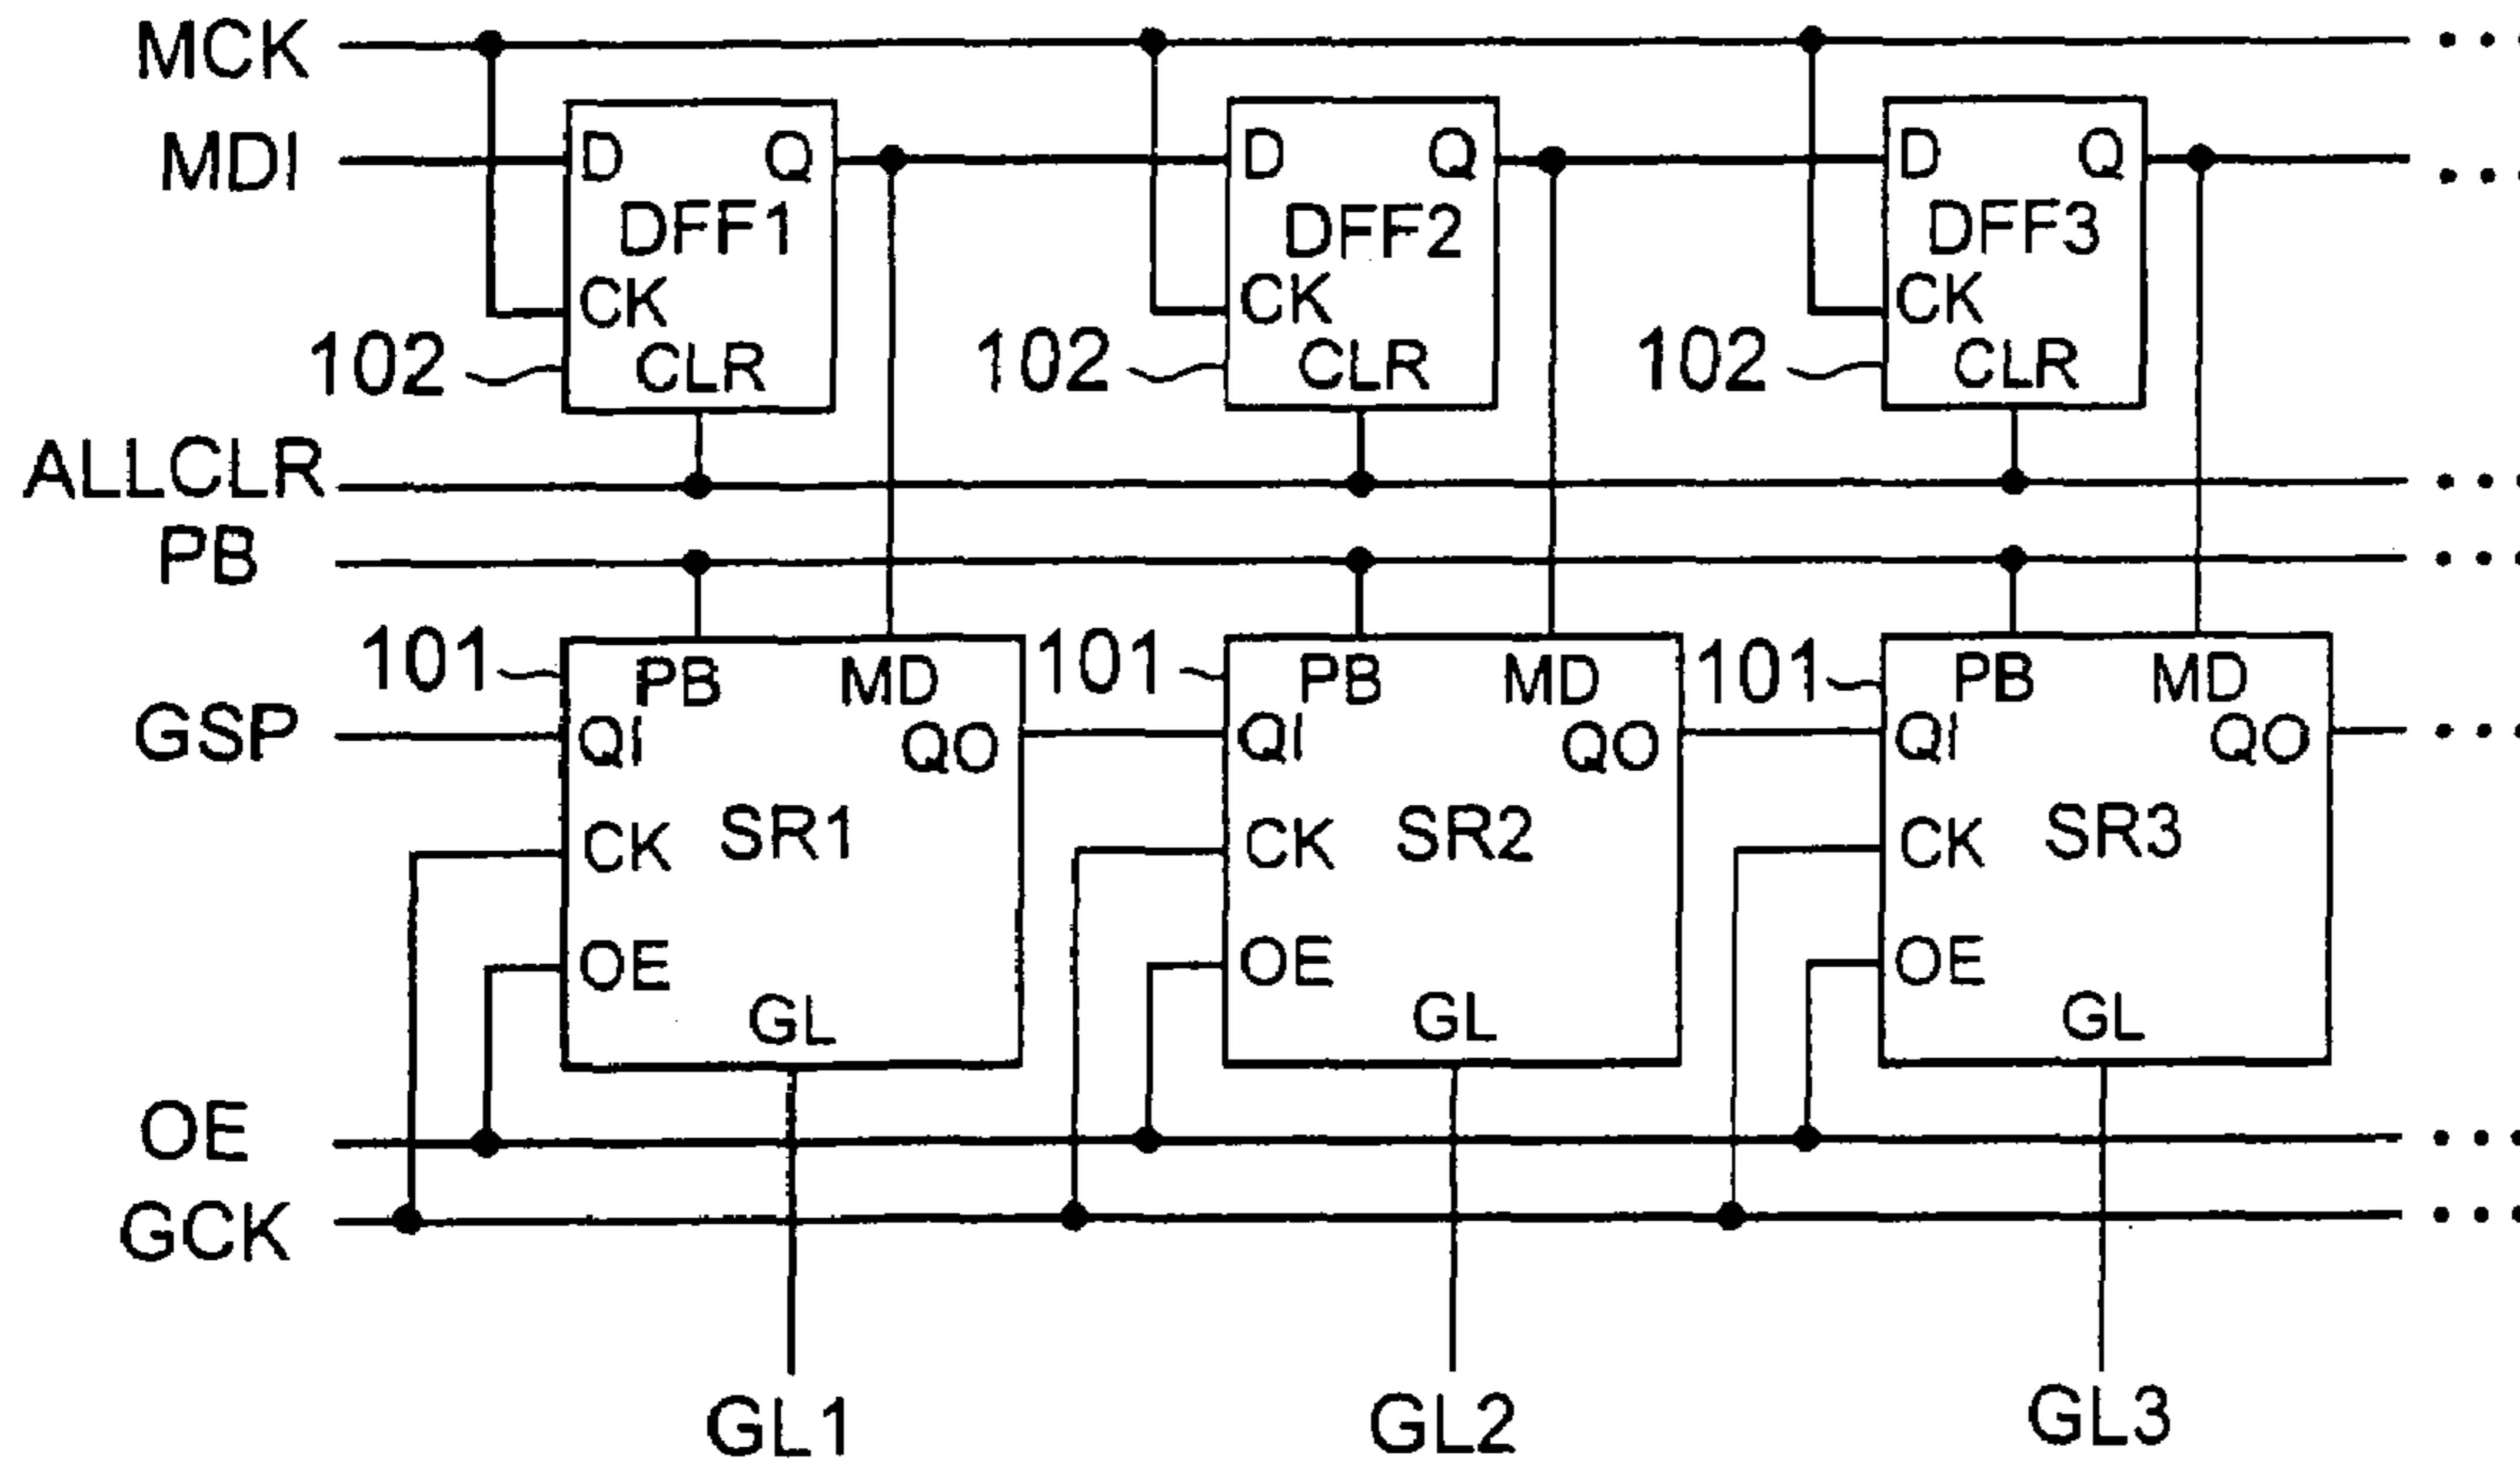 MCK
MDI
D Q D Q D Q
DFF1 DFF2 DFF3
CK CK CK
102 CLR 102 CLR 102 CLR
ALLCLR
PB
101 PB MD 101 PB MD 101 PB MD
GSP QI QO QI QO QI QO
CK SR1 CK SR2 CK SR3
OE OE OE
GL GL GL
OE
GCK
GL1 GL2 GL3